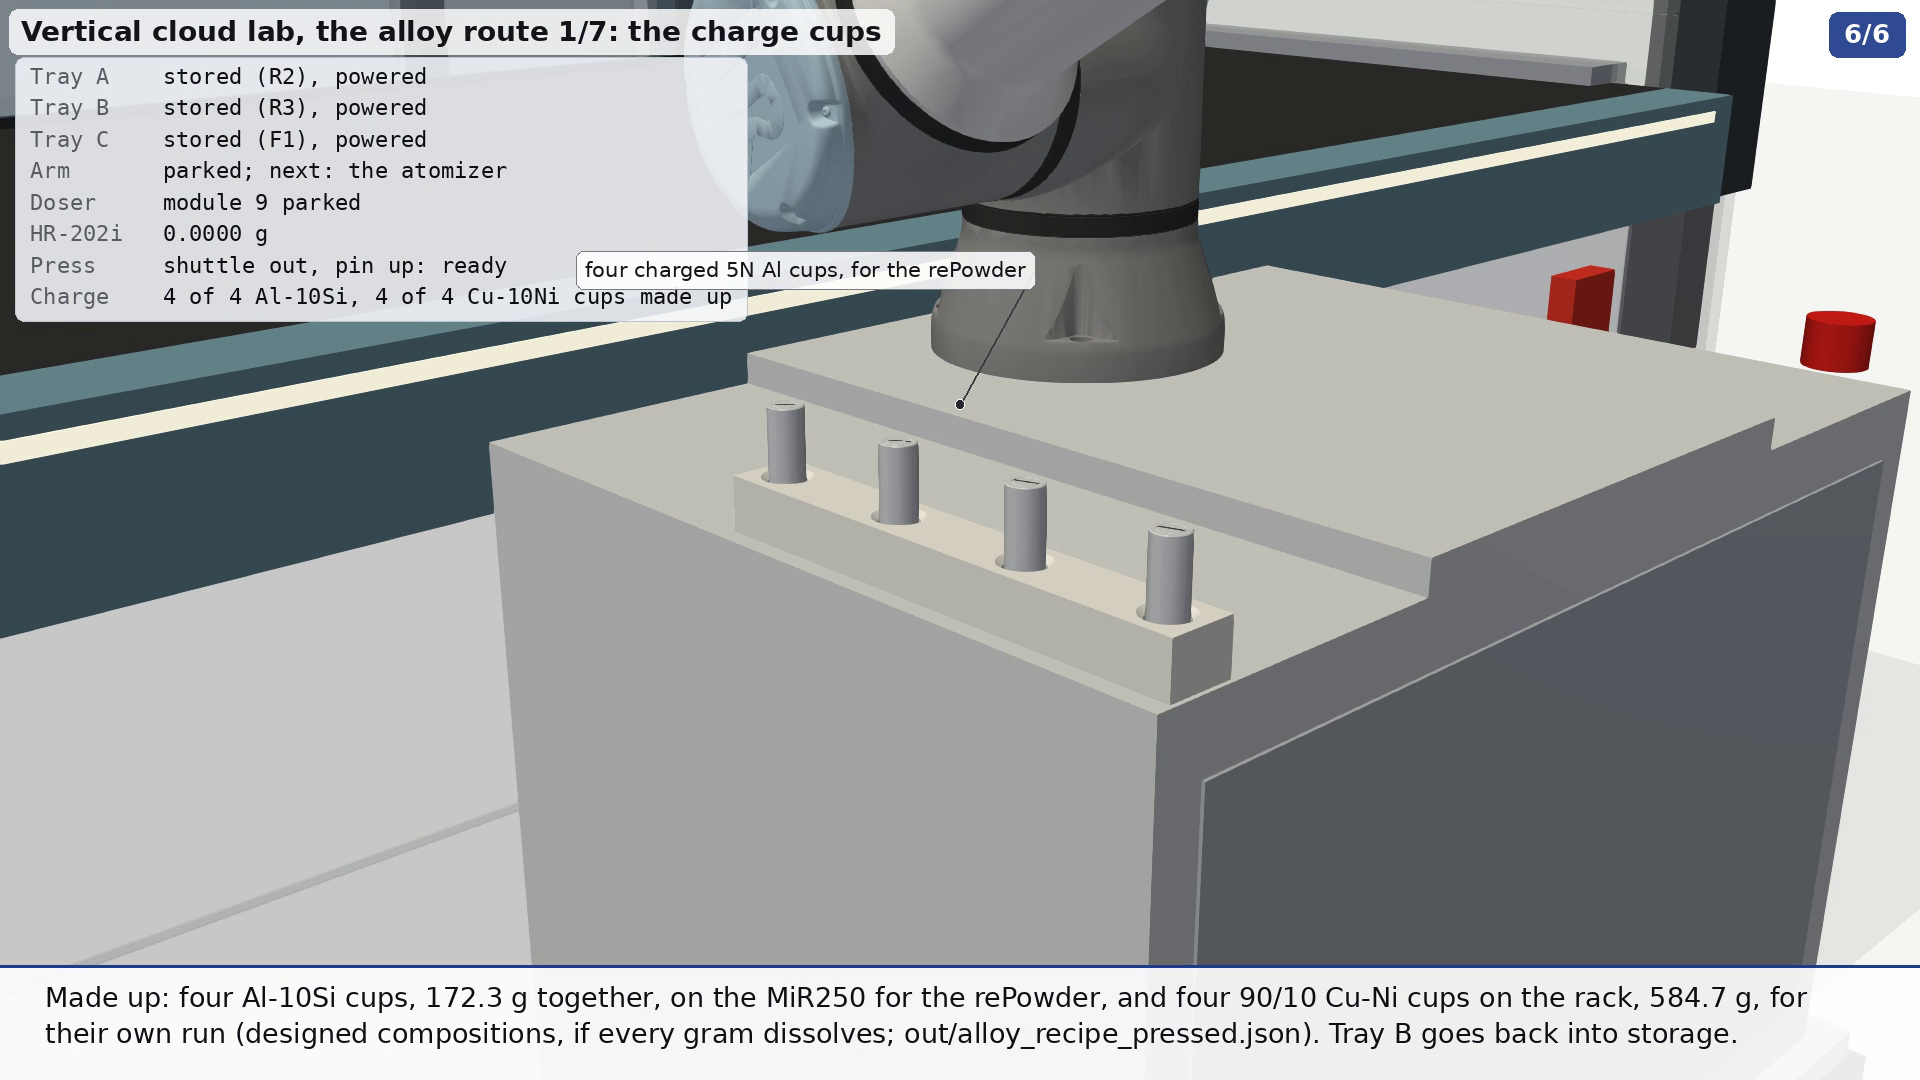 Vertical cloud lab, the alloy route 1/7: the charge cups
6/6
Tray A stored (R2), powered
Tray B stored (R3), powered
Tray C stored (F1), powered
Arm parked; next: the atomizer
Doser module 9 parked
HR-202i 0.0000 g
Press shuttle out, pin up: ready
Charge 4 of 4 Al-10Si, 4 of 4 Cu-10Ni cups made up
four charged 5N Al cups, for the rePowder
Made up: four Al-10Si cups, 172.3 g together, on the MiR250 for the rePowder, and four 90/10 Cu-Ni cups on the rack, 584.7 g, for
their own run (designed compositions, if every gram dissolves; out/alloy_recipe_pressed.json). Tray B goes back into storage.